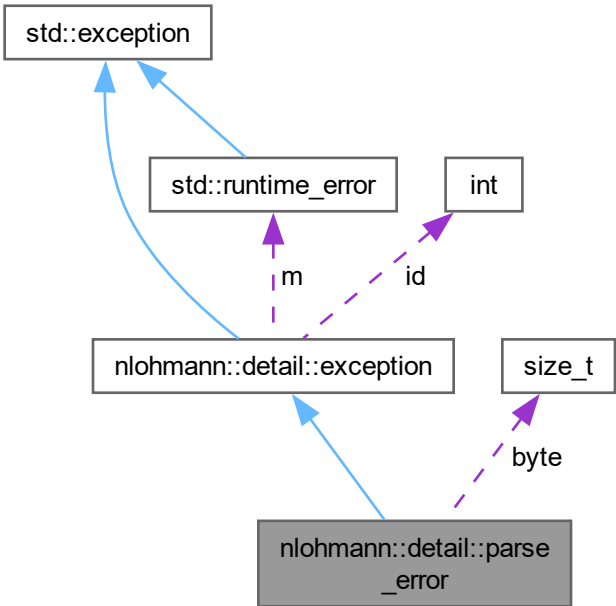 std::exception
std::runtime_error
int
m
id
nlohmann::detail::exception
size_t
byte
nlohmann::detail::parse
_error